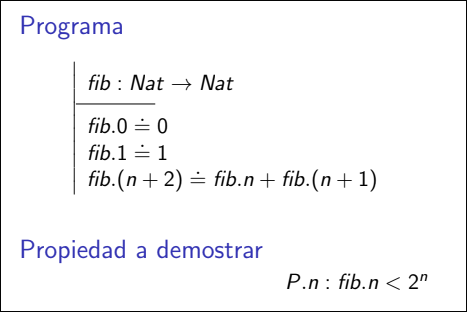 Programa
fib : Nat → Nat
fib.0 ≐ 0
fib.1 ≐ 1
fib.(n + 2) ≐ fib.n + fib.(n + 1)
Propiedad a demostrar
P.n : fib.n < 2ⁿ